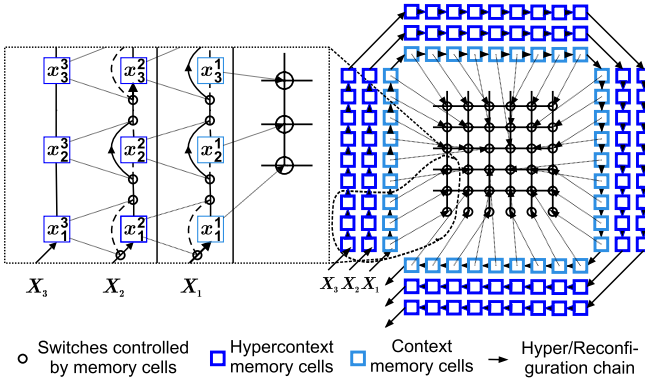 x³₃ x²₃ x¹₃
x³₂ x²₂ x¹₂
x³₁ x²₁ x¹₁
X₃ X₂ X₁
X₃ X₂ X₁
Switches controlled
by memory cells
Hypercontext
memory cells
Context
memory cells
Hyper/Reconfi-
guration chain